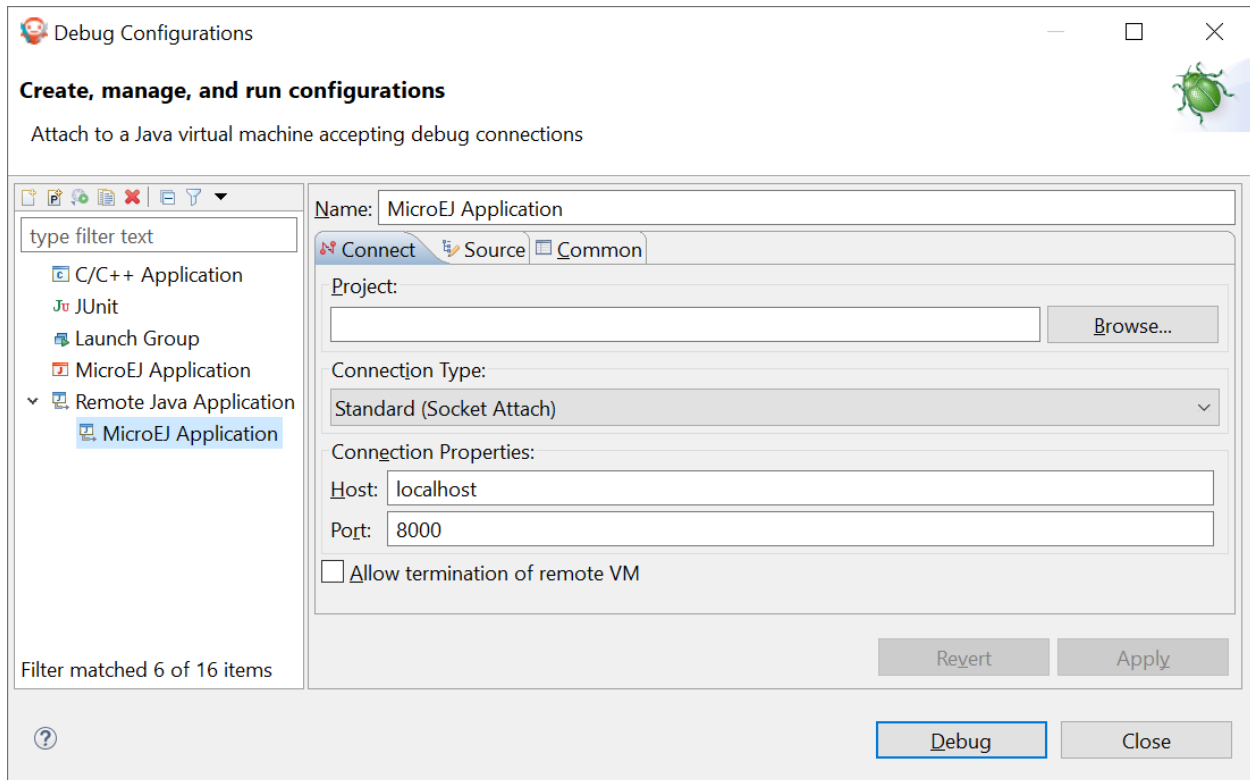 Debug Configurations
Create, manage, and run configurations
Attach to a Java virtual machine accepting debug connections
type filter text
C/C++ Application
JUnit
Launch Group
MicroEJ Application
Remote Java Application
MicroEJ Application
Filter matched 6 of 16 items
Name: MicroEJ Application
Connect Source Common
Project:
Browse...
Connection Type:
Standard (Socket Attach)
Connection Properties:
Host: localhost
Port: 8000
Allow termination of remote VM
Revert Apply
Debug Close